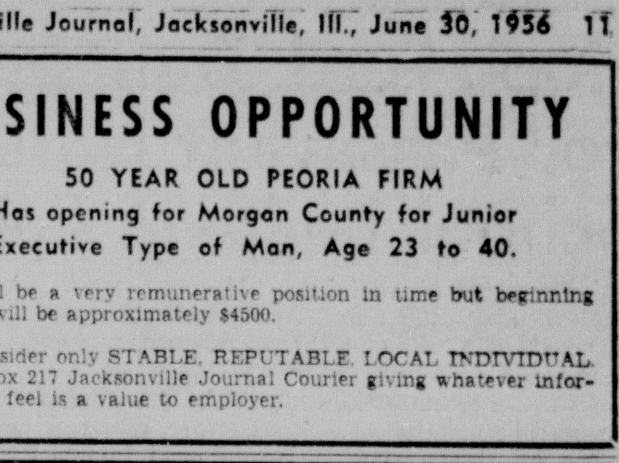 ille Journal, Jacksonville, Ill., June 30, 1956 11
SINESS OPPORTUNITY
50 YEAR OLD PEORIA FIRM
Has opening for Morgan County for Junior
Executive Type of Man, Age 23 to 40.
l be a very remunerative position in time but beginning
will be approximately $4500.
sider only STABLE, REPUTABLE, LOCAL INDIVIDUAL.
ox 217 Jacksonville Journal Courier giving whatever infor-
feel is a value to employer.